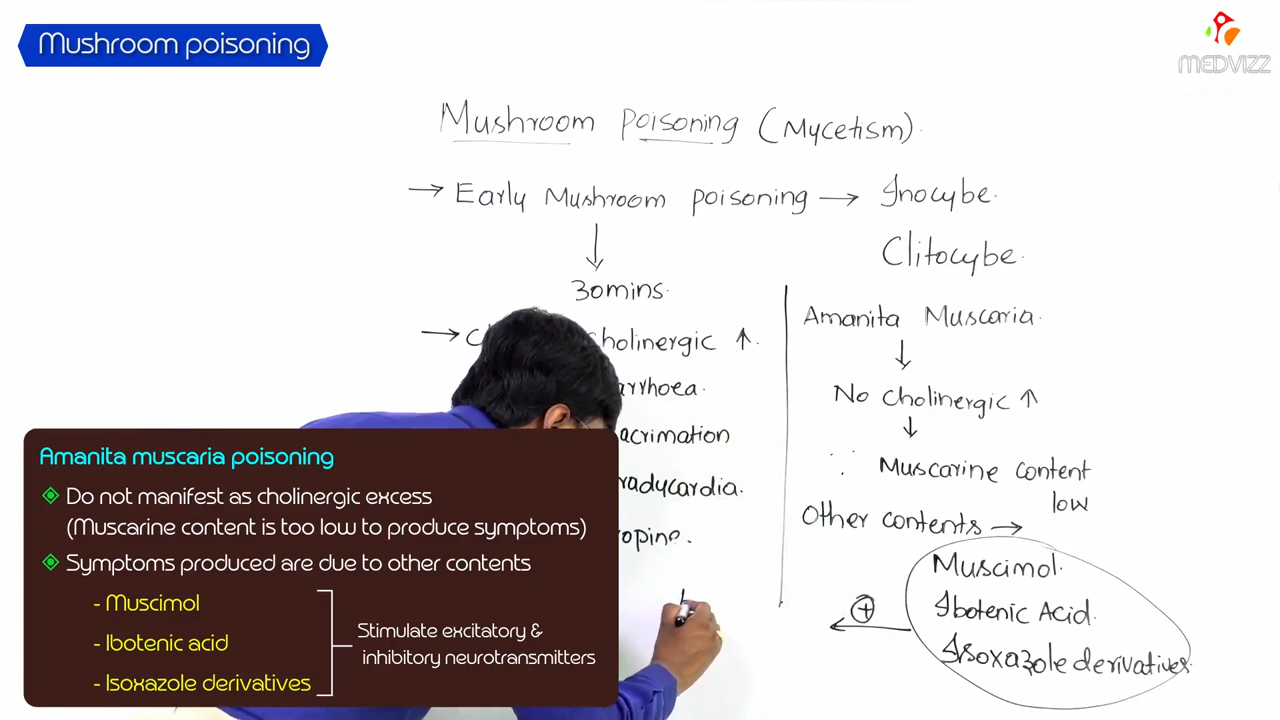 Mushroom poisoning
MEDVIZZ
Mushroom poisoning (Mycetism).
→ Early Mushroom poisoning → Inocybe.
Clitocybe.
30mins.
Amanita Muscaria.
No cholinergic ↑
∴ Muscarine content
low
Other contents →
Muscimol.
Ibotenic Acid.
Isoxazole derivatives.
+
Amanita muscaria poisoning
Do not manifest as cholinergic excess
(Muscarine content is too low to produce symptoms)
Symptoms produced are due to other contents
- Muscimol
- Ibotenic acid
- Isoxazole derivatives
Stimulate excitatory &
inhibitory neurotransmitters